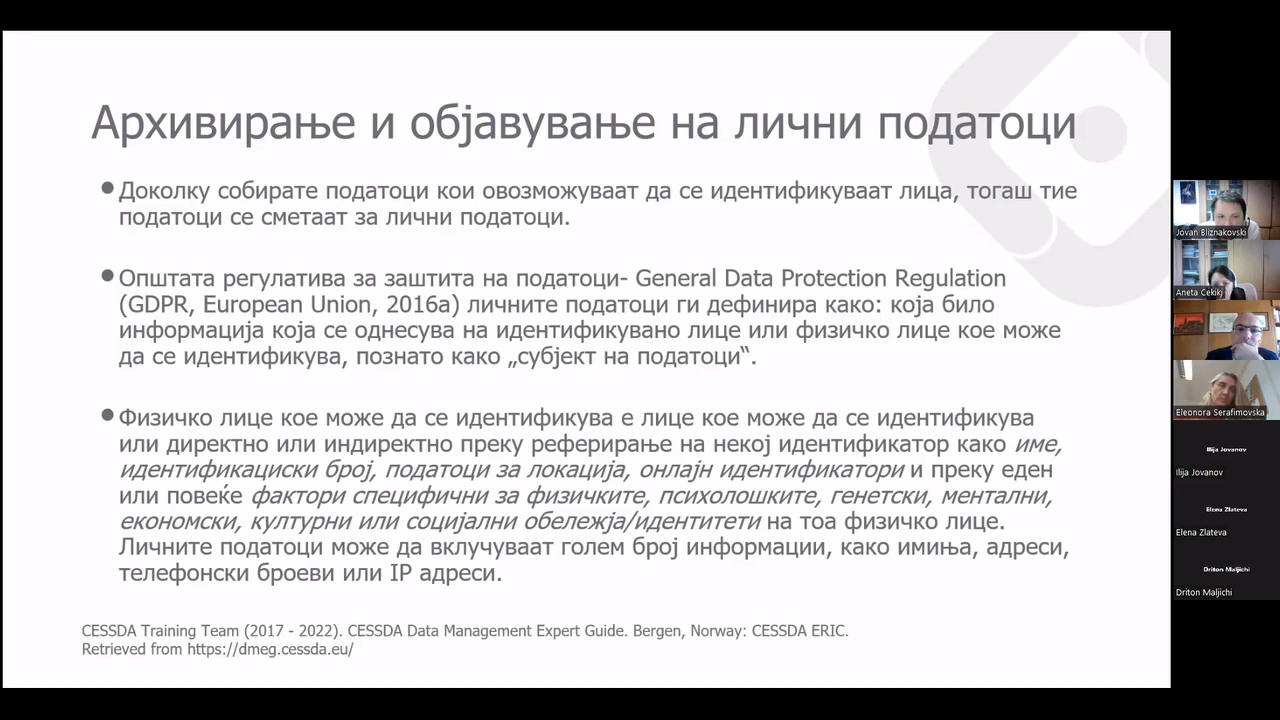 Архивирање и објавување на лични податоци
● Доколку собирате податоци кои овозможуваат да се идентификуваат лица, тогаш тие
податоци се сметаат за лични податоци.
● Општата регулатива за заштита на податоци- General Data Protection Regulation
(GDPR, European Union, 2016a) личните податоци ги дефинира како: која било
информација која се однесува на идентификувано лице или физичко лице кое може
да се идентификува, познато како „субјект на податоци“.
● Физичко лице кое може да се идентификува е лице кое може да се идентификува
или директно или индиректно преку реферирање на некој идентификатор како име,
идентификациски број, податоци за локација, онлајн идентификатори и преку еден
или повеќе фактори специфични за физичките, психолошките, генетски, ментални,
економски, културни или социјални обележја/идентитети на тоа физичко лице.
Личните податоци може да вклучуваат голем број информации, како имиња, адреси,
телефонски броеви или IP адреси.
CESSDA Training Team (2017 - 2022). CESSDA Data Management Expert Guide. Bergen, Norway: CESSDA ERIC.
Retrieved from https://dmeg.cessda.eu/
Jovan Bliznakovski
Aneta Cekikj
Eleonora Serafimovska
Ilija Jovanov
Ilija Jovanov
Elena Zlateva
Elena Zlateva
Driton Maljichi
Driton Maljichi